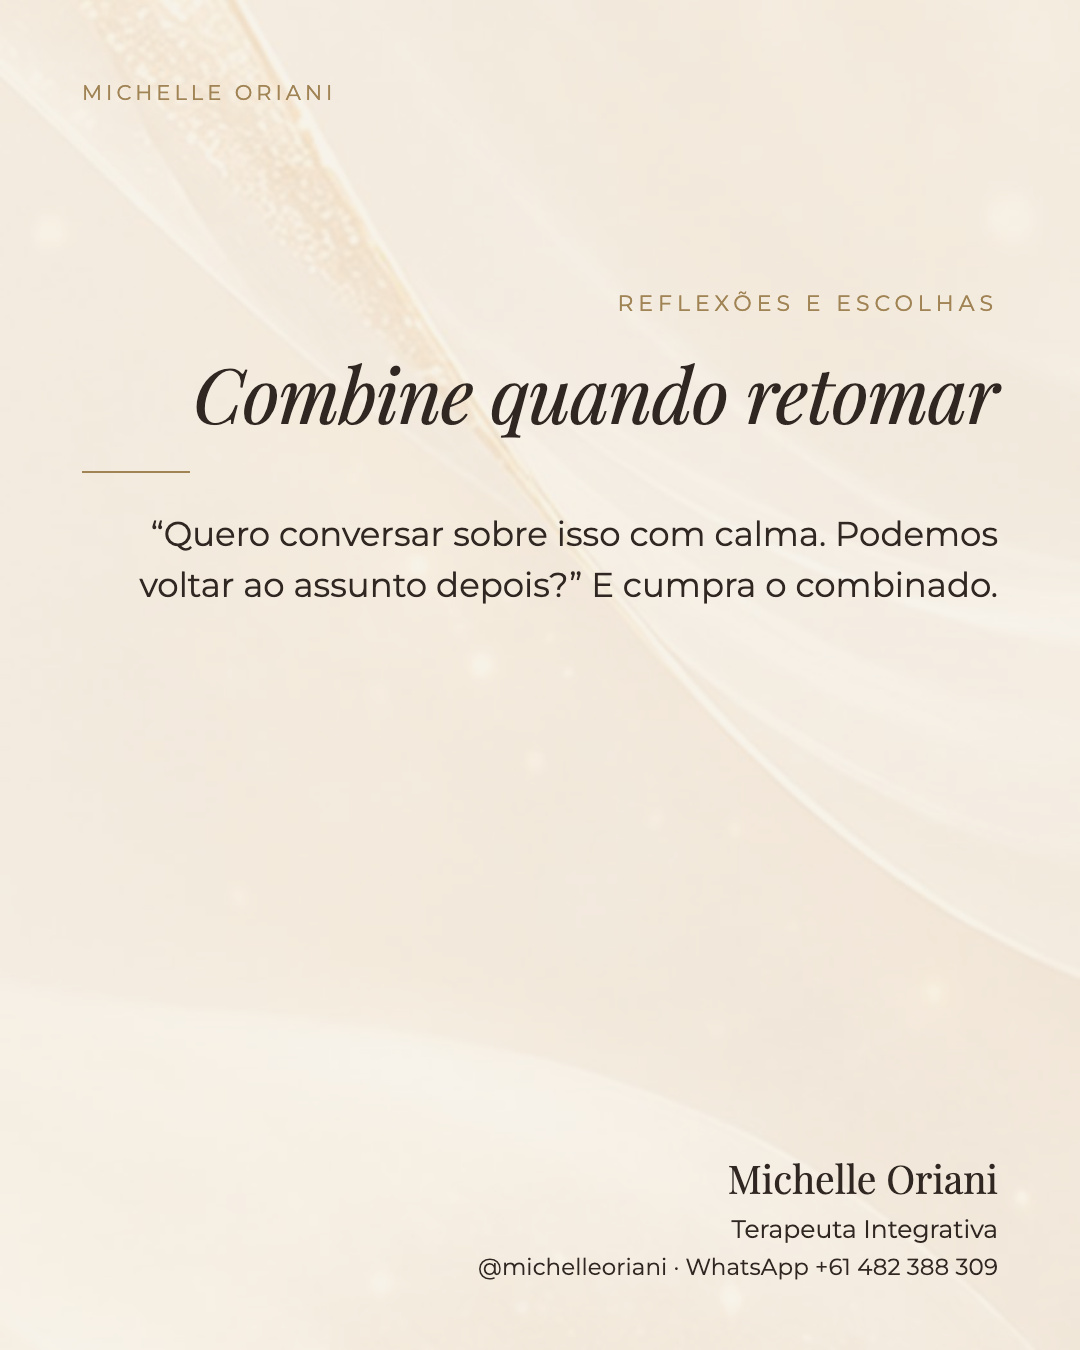 MICHELLE ORIANI
REFLEXÕES E ESCOLHAS
Combine quando retomar
“Quero conversar sobre isso com calma. Podemos
voltar ao assunto depois?” E cumpra o combinado.
Michelle Oriani
Terapeuta Integrativa
@michelleoriani · WhatsApp +61 482 388 309